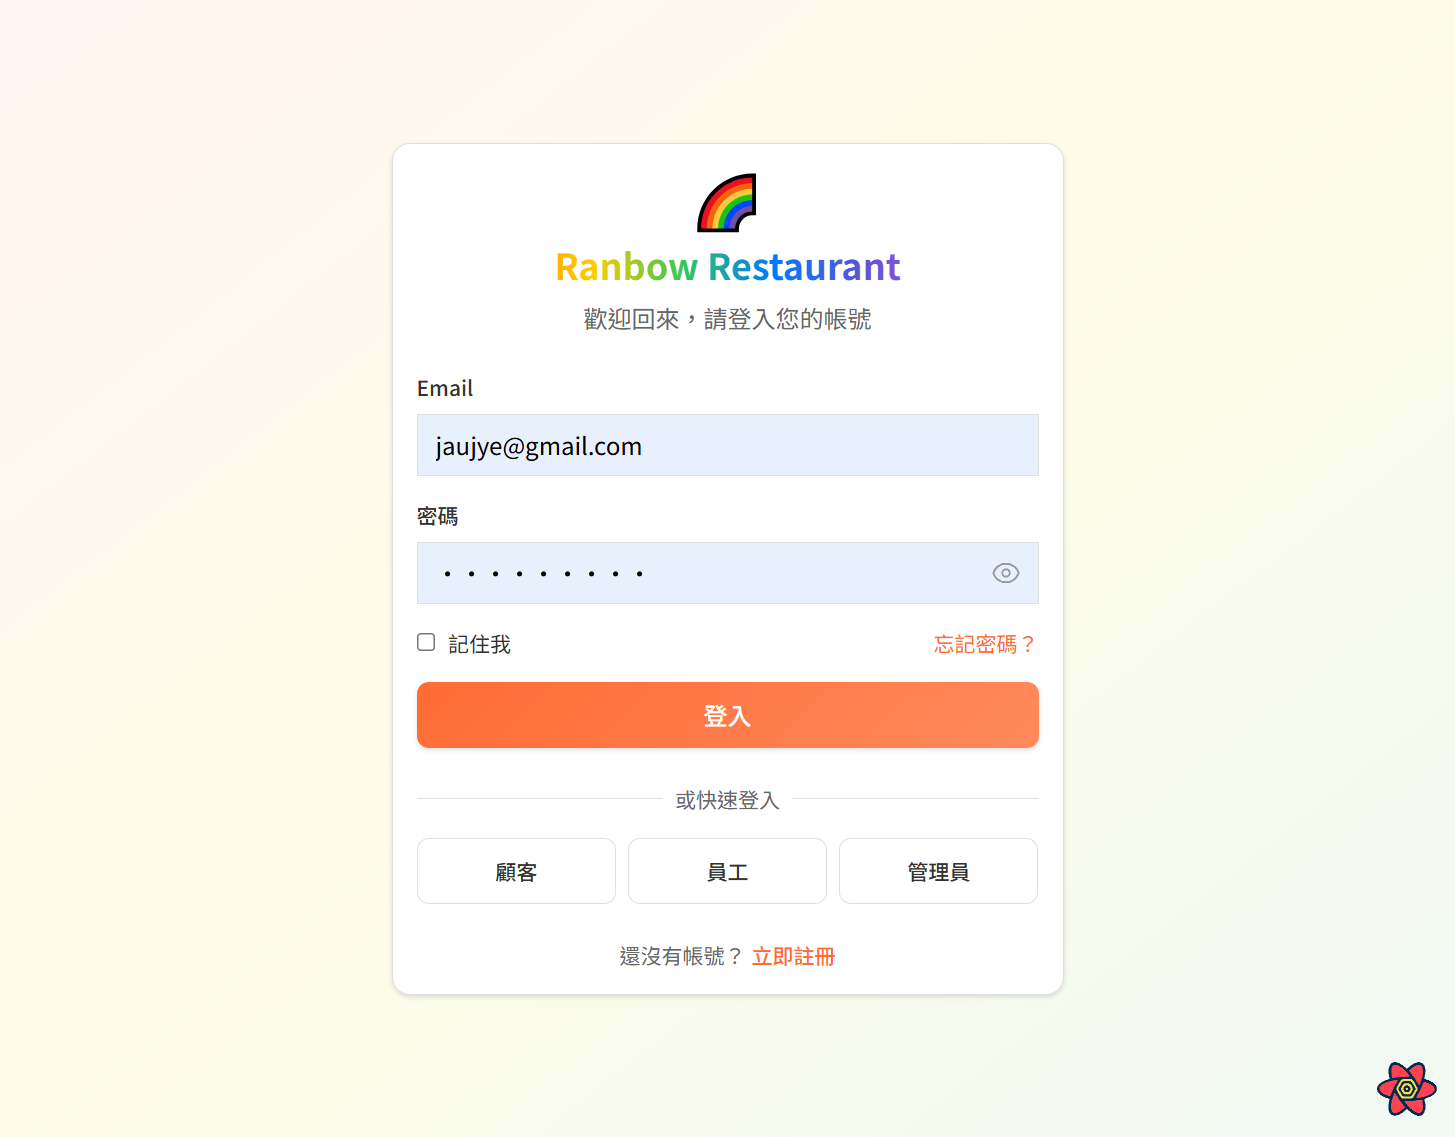 Ranbow Restaurant
歡迎回來，請登入您的帳號
Email
jaujye@gmail.com
密碼
•••••••••
記住我 忘記密碼？
登入
或快速登入
顧客 員工 管理員
還沒有帳號？ 立即註冊